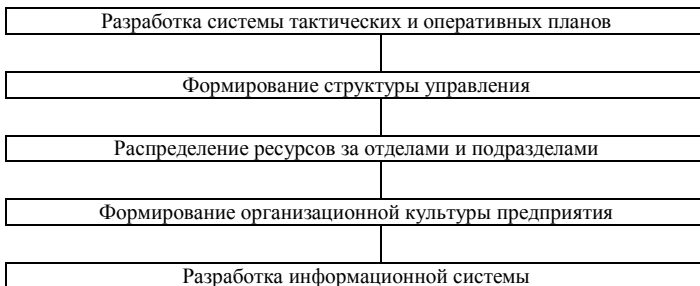 Разработка системы тактических и оперативных планов
Формирование структуры управления
Распределение ресурсов за отделами и подразделами
Формирование организационной культуры предприятия
Разработка информационной системы